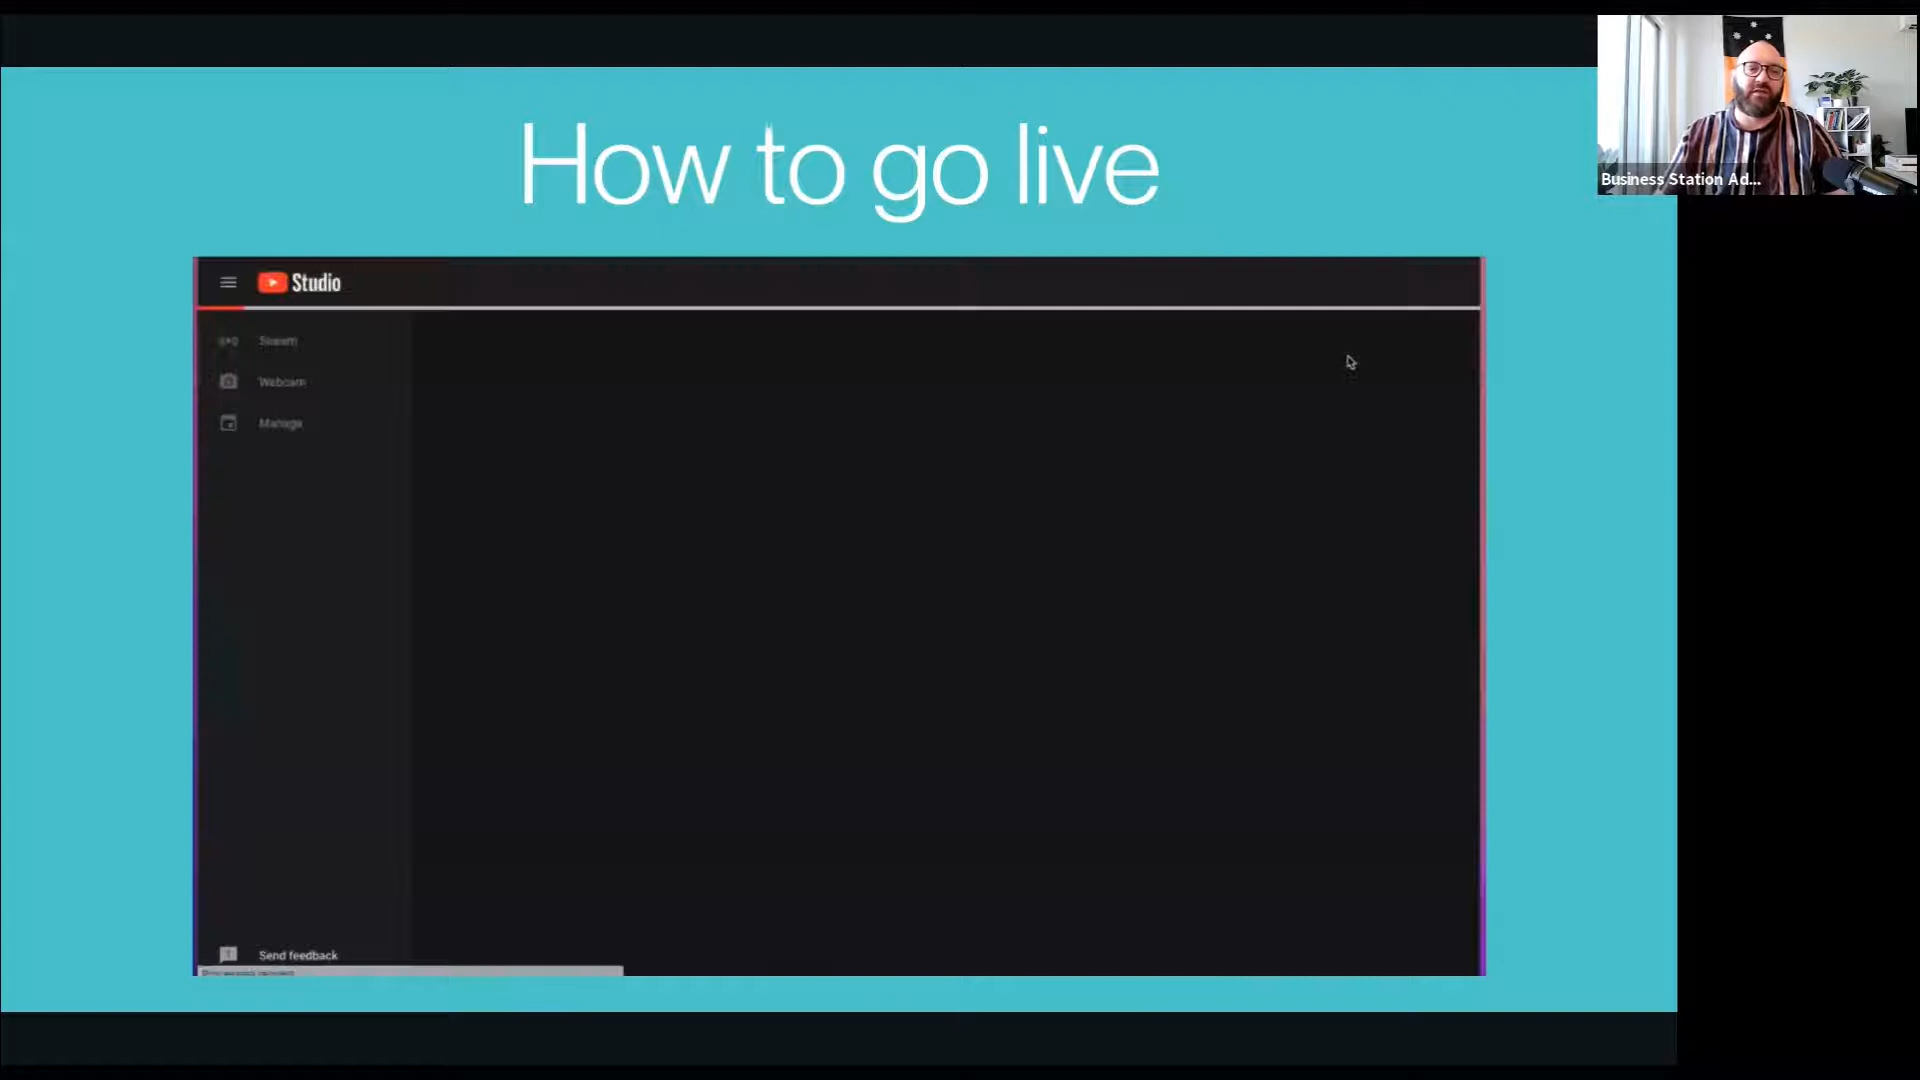 How to go live
Business Station Ad...
Studio
Stream
Webcam
Manage
Send feedback